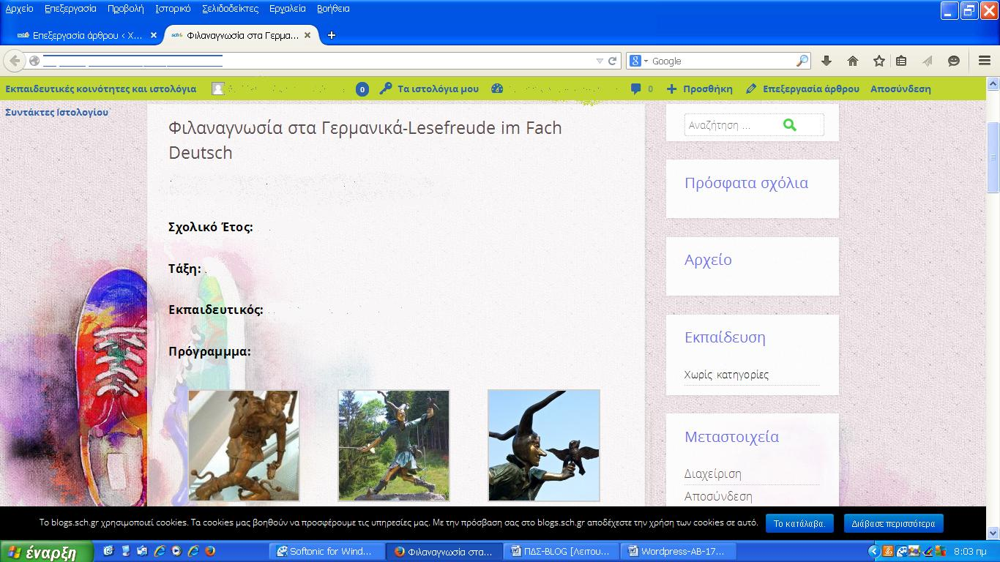 Αρχείο Επεξεργασία Προβολή Ιστορικό Σελιδοδείκτες Εργαλεία Βοήθεια
sch Επεξεργασία άρθρου ‹ Χ... sch Φιλαναγνωσία στα Γερμα...
Google
Εκπαιδευτικές κοινότητες και ιστολόγια 0 Τα ιστολόγια μου 0 Προσθήκη Επεξεργασία άρθρου Αποσύνδεση
Συντάκτες Ιστολογίου
Φιλαναγνωσία στα Γερμανικά-Lesefreude im Fach
Deutsch
Σχολικό Έτος:
Τάξη:
Εκπαιδευτικός:
Πρόγραμμμα:
Αναζήτηση ...
Πρόσφατα σχόλια
Αρχείο
Εκπαίδευση
Χωρίς κατηγορίες
Μεταστοιχεία
Διαχείριση
Αποσύνδεση
Το blogs.sch.gr χρησιμοποιεί cookies. Τα cookies μας βοηθούν να προσφέρουμε τις υπηρεσίες μας. Με την πρόσβαση σας στο blogs.sch.gr αποδέχεστε την χρήση των cookies σε αυτό. Το κατάλαβα. Διάβασε περισσότερα
έναρξη Softonic for Wind... Φιλαναγνωσία στα... ΠΔΣ-BLOG [Λειτου... Wordpress-AB-17... 8:03 πμ